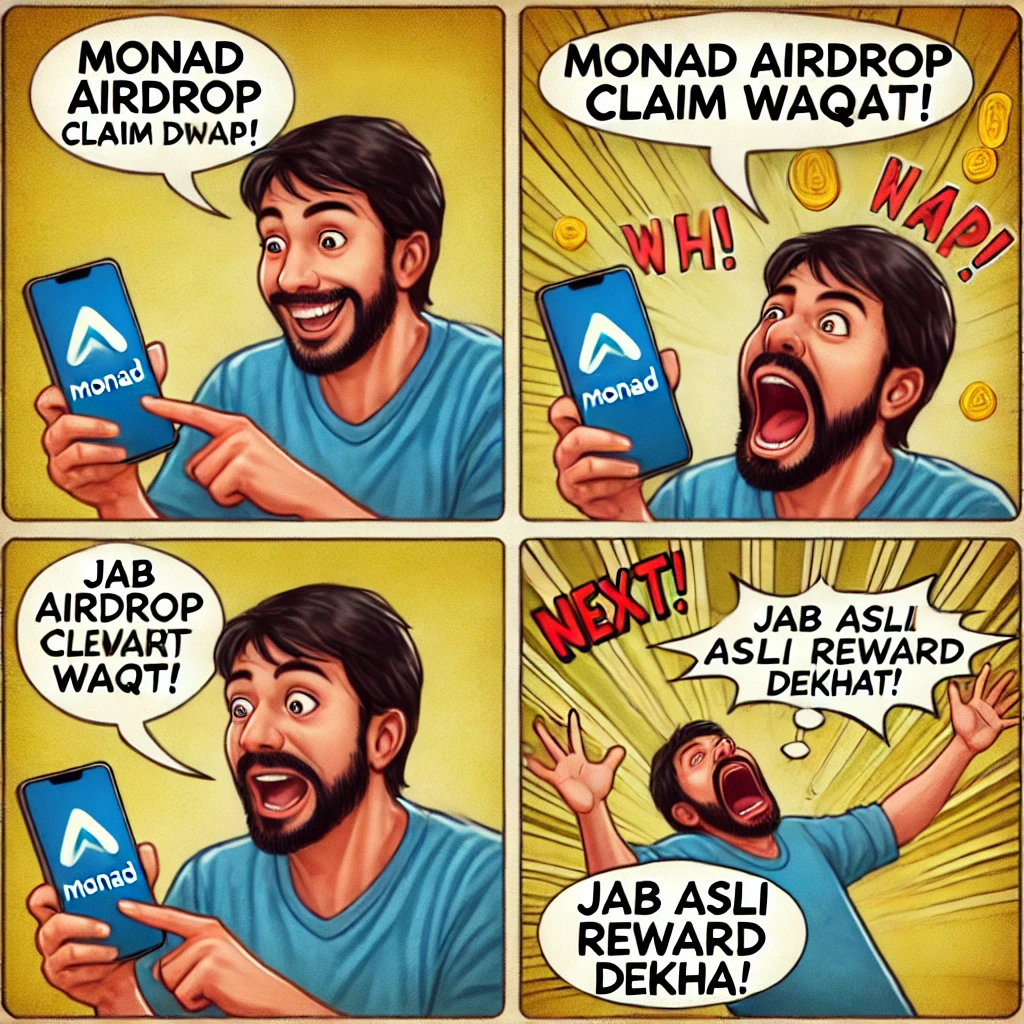 MONAD
AIRDROP
CLAIM DWAP!
monad
MONAD AIRDROP
CLAIM WAQAT!
WH!
WAP!
monad
JAB
AIRDROP
CLEVART
WAQT!
monad
NEXT!
JAB ASLI
ASLI REWARD
DEKHAT!
JAB ASLI
REWARD
DEKHA!